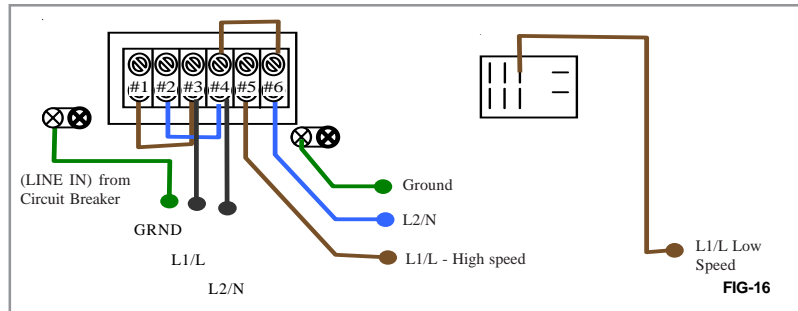 #1 #2 #3 #4 #5 #6
(LINE IN) from
Circuit Breaker
GRND
L1/L
L2/N
Ground
L2/N
L1/L - High speed
L1/L Low
Speed
FIG-16